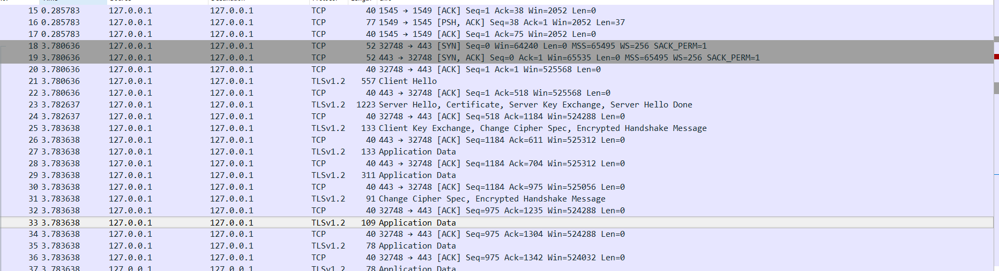 Time Source Destination Protocol Length Info
15 0.285783 127.0.0.1 127.0.0.1 TCP 40 1545 → 1549 [ACK] Seq=1 Ack=38 Win=2052 Len=0
16 0.285783 127.0.0.1 127.0.0.1 TCP 77 1549 → 1545 [PSH, ACK] Seq=38 Ack=1 Win=2052 Len=37
17 0.285783 127.0.0.1 127.0.0.1 TCP 40 1545 → 1549 [ACK] Seq=1 Ack=75 Win=2052 Len=0
18 3.780636 127.0.0.1 127.0.0.1 TCP 52 32748 → 443 [SYN] Seq=0 Win=64240 Len=0 MSS=65495 WS=256 SACK_PERM=1
19 3.780636 127.0.0.1 127.0.0.1 TCP 52 443 → 32748 [SYN, ACK] Seq=0 Ack=1 Win=65535 Len=0 MSS=65495 WS=256 SACK_PERM=1
20 3.780636 127.0.0.1 127.0.0.1 TCP 40 32748 → 443 [ACK] Seq=1 Ack=1 Win=525568 Len=0
21 3.780636 127.0.0.1 127.0.0.1 TLSv1.2 557 Client Hello
22 3.780636 127.0.0.1 127.0.0.1 TCP 40 443 → 32748 [ACK] Seq=1 Ack=518 Win=525568 Len=0
23 3.782637 127.0.0.1 127.0.0.1 TLSv1.2 1223 Server Hello, Certificate, Server Key Exchange, Server Hello Done
24 3.782637 127.0.0.1 127.0.0.1 TCP 40 32748 → 443 [ACK] Seq=518 Ack=1184 Win=524288 Len=0
25 3.783638 127.0.0.1 127.0.0.1 TLSv1.2 133 Client Key Exchange, Change Cipher Spec, Encrypted Handshake Message
26 3.783638 127.0.0.1 127.0.0.1 TCP 40 443 → 32748 [ACK] Seq=1184 Ack=611 Win=525312 Len=0
27 3.783638 127.0.0.1 127.0.0.1 TLSv1.2 133 Application Data
28 3.783638 127.0.0.1 127.0.0.1 TCP 40 443 → 32748 [ACK] Seq=1184 Ack=704 Win=525312 Len=0
29 3.783638 127.0.0.1 127.0.0.1 TLSv1.2 311 Application Data
30 3.783638 127.0.0.1 127.0.0.1 TCP 40 443 → 32748 [ACK] Seq=1184 Ack=975 Win=525056 Len=0
31 3.783638 127.0.0.1 127.0.0.1 TLSv1.2 91 Change Cipher Spec, Encrypted Handshake Message
32 3.783638 127.0.0.1 127.0.0.1 TCP 40 32748 → 443 [ACK] Seq=975 Ack=1235 Win=524288 Len=0
33 3.783638 127.0.0.1 127.0.0.1 TLSv1.2 109 Application Data
34 3.783638 127.0.0.1 127.0.0.1 TCP 40 32748 → 443 [ACK] Seq=975 Ack=1304 Win=524288 Len=0
35 3.783638 127.0.0.1 127.0.0.1 TLSv1.2 78 Application Data
36 3.783638 127.0.0.1 127.0.0.1 TCP 40 32748 → 443 [ACK] Seq=975 Ack=1342 Win=524032 Len=0
37 3.783638 127.0.0.1 127.0.0.1 TLSv1.2 78 Application Data